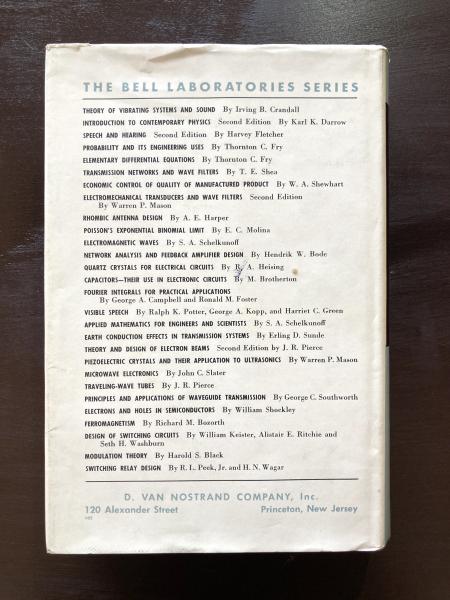 THE BELL LABORATORIES SERIES
THEORY OF VIBRATING SYSTEMS AND SOUND By Irving B. Crandall
INTRODUCTION TO CONTEMPORARY PHYSICS Second Edition By Karl K. Darrow
SPEECH AND HEARING Second Edition By Harvey Fletcher
PROBABILITY AND ITS ENGINEERING USES By Thornton C. Fry
ELEMENTARY DIFFERENTIAL EQUATIONS By Thornton C. Fry
TRANSMISSION NETWORKS AND WAVE FILTERS By T. E. Shea
ECONOMIC CONTROL OF QUALITY OF MANUFACTURED PRODUCT By W. A. Shewhart
ELECTROMECHANICAL TRANSDUCERS AND WAVE FILTERS Second Edition
By Warren P. Mason
RHOMBIC ANTENNA DESIGN By A. E. Harper
POISSON'S EXPONENTIAL BINOMIAL LIMIT By E. C. Molina
ELECTROMAGNETIC WAVES By S. A. Schelkunoff
NETWORK ANALYSIS AND FEEDBACK AMPLIFIER DESIGN By Hendrik W. Bode
QUARTZ CRYSTALS FOR ELECTRICAL CIRCUITS By R. A. Heising
CAPACITORS—THEIR USE IN ELECTRONIC CIRCUITS By M. Brotherton
FOURIER INTEGRALS FOR PRACTICAL APPLICATIONS
By George A. Campbell and Ronald M. Foster
VISIBLE SPEECH By Ralph K. Potter, George A. Kopp, and Harriet C. Green
APPLIED MATHEMATICS FOR ENGINEERS AND SCIENTISTS By S. A. Schelkunoff
EARTH CONDUCTION EFFECTS IN TRANSMISSION SYSTEMS By Erling D. Sunde
THEORY AND DESIGN OF ELECTRON BEAMS Second Edition by J. R. Pierce
PIEZOELECTRIC CRYSTALS AND THEIR APPLICATION TO ULTRASONICS By Warren P. Mason
MICROWAVE ELECTRONICS By John C. Slater
TRAVELING-WAVE TUBES By J. R. Pierce
PRINCIPLES AND APPLICATIONS OF WAVEGUIDE TRANSMISSION By George C. Southworth
ELECTRONS AND HOLES IN SEMICONDUCTORS By William Shockley
FERROMAGNETISM By Richard M. Bozorth
DESIGN OF SWITCHING CIRCUITS By William Keister, Alistair E. Ritchie and
Seth H. Washburn
MODULATION THEORY By Harold S. Black
SWITCHING RELAY DESIGN By R. L. Peek, Jr. and H. N. Wagar
D. VAN NOSTRAND COMPANY, Inc.
120 Alexander Street Princeton, New Jersey